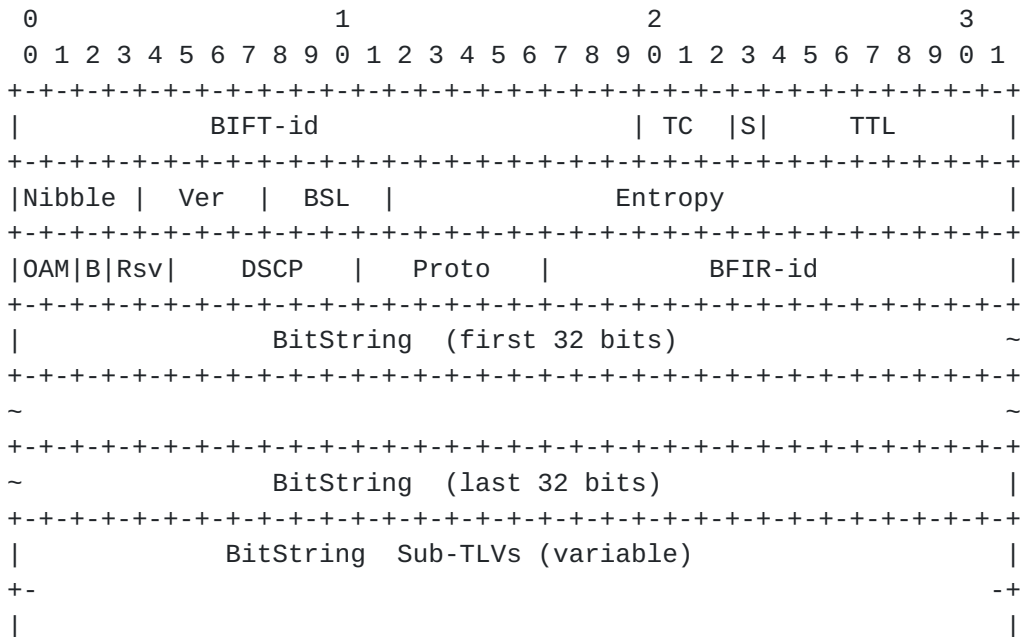 0                   1                   2                   3
 0 1 2 3 4 5 6 7 8 9 0 1 2 3 4 5 6 7 8 9 0 1 2 3 4 5 6 7 8 9 0 1
+-+-+-+-+-+-+-+-+-+-+-+-+-+-+-+-+-+-+-+-+-+-+-+-+-+-+-+-+-+-+-+-+
|            BIFT-id                    | TC  |S|     TTL       |
+-+-+-+-+-+-+-+-+-+-+-+-+-+-+-+-+-+-+-+-+-+-+-+-+-+-+-+-+-+-+-+-+
|Nibble |  Ver  |  BSL  |              Entropy                  |
+-+-+-+-+-+-+-+-+-+-+-+-+-+-+-+-+-+-+-+-+-+-+-+-+-+-+-+-+-+-+-+-+
|OAM|B|Rsv|    DSCP   |   Proto   |          BFIR-id            |
+-+-+-+-+-+-+-+-+-+-+-+-+-+-+-+-+-+-+-+-+-+-+-+-+-+-+-+-+-+-+-+-+
|                BitString  (first 32 bits)                     ~
+-+-+-+-+-+-+-+-+-+-+-+-+-+-+-+-+-+-+-+-+-+-+-+-+-+-+-+-+-+-+-+-+
~                                                               ~
+-+-+-+-+-+-+-+-+-+-+-+-+-+-+-+-+-+-+-+-+-+-+-+-+-+-+-+-+-+-+-+-+
~                BitString  (last 32 bits)                      |
+-+-+-+-+-+-+-+-+-+-+-+-+-+-+-+-+-+-+-+-+-+-+-+-+-+-+-+-+-+-+-+-+
|             BitString  Sub-TLVs (variable)                    |
+-                                                             -+
|                                                               |